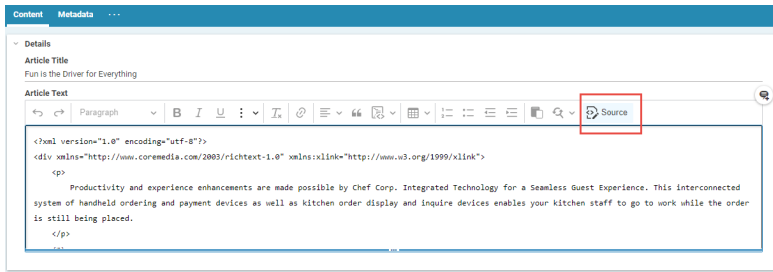 Content Metadata ···
Details
Article Title
Fun is the Driver for Everything
Article Text
Paragraph B I U Tx Source
<?xml version="1.0" encoding="utf-8"?>
<div xmlns="http://www.coremedia.com/2003/richtext-1.0" xmlns:xlink="http://www.w3.org/1999/xlink">
<p>
Productivity and experience enhancements are made possible by Chef Corp. Integrated Technology for a Seamless Guest Experience. This interconnected
system of handheld ordering and payment devices as well as kitchen order display and inquire devices enables your kitchen staff to go to work while the order
is still being placed.
</p>